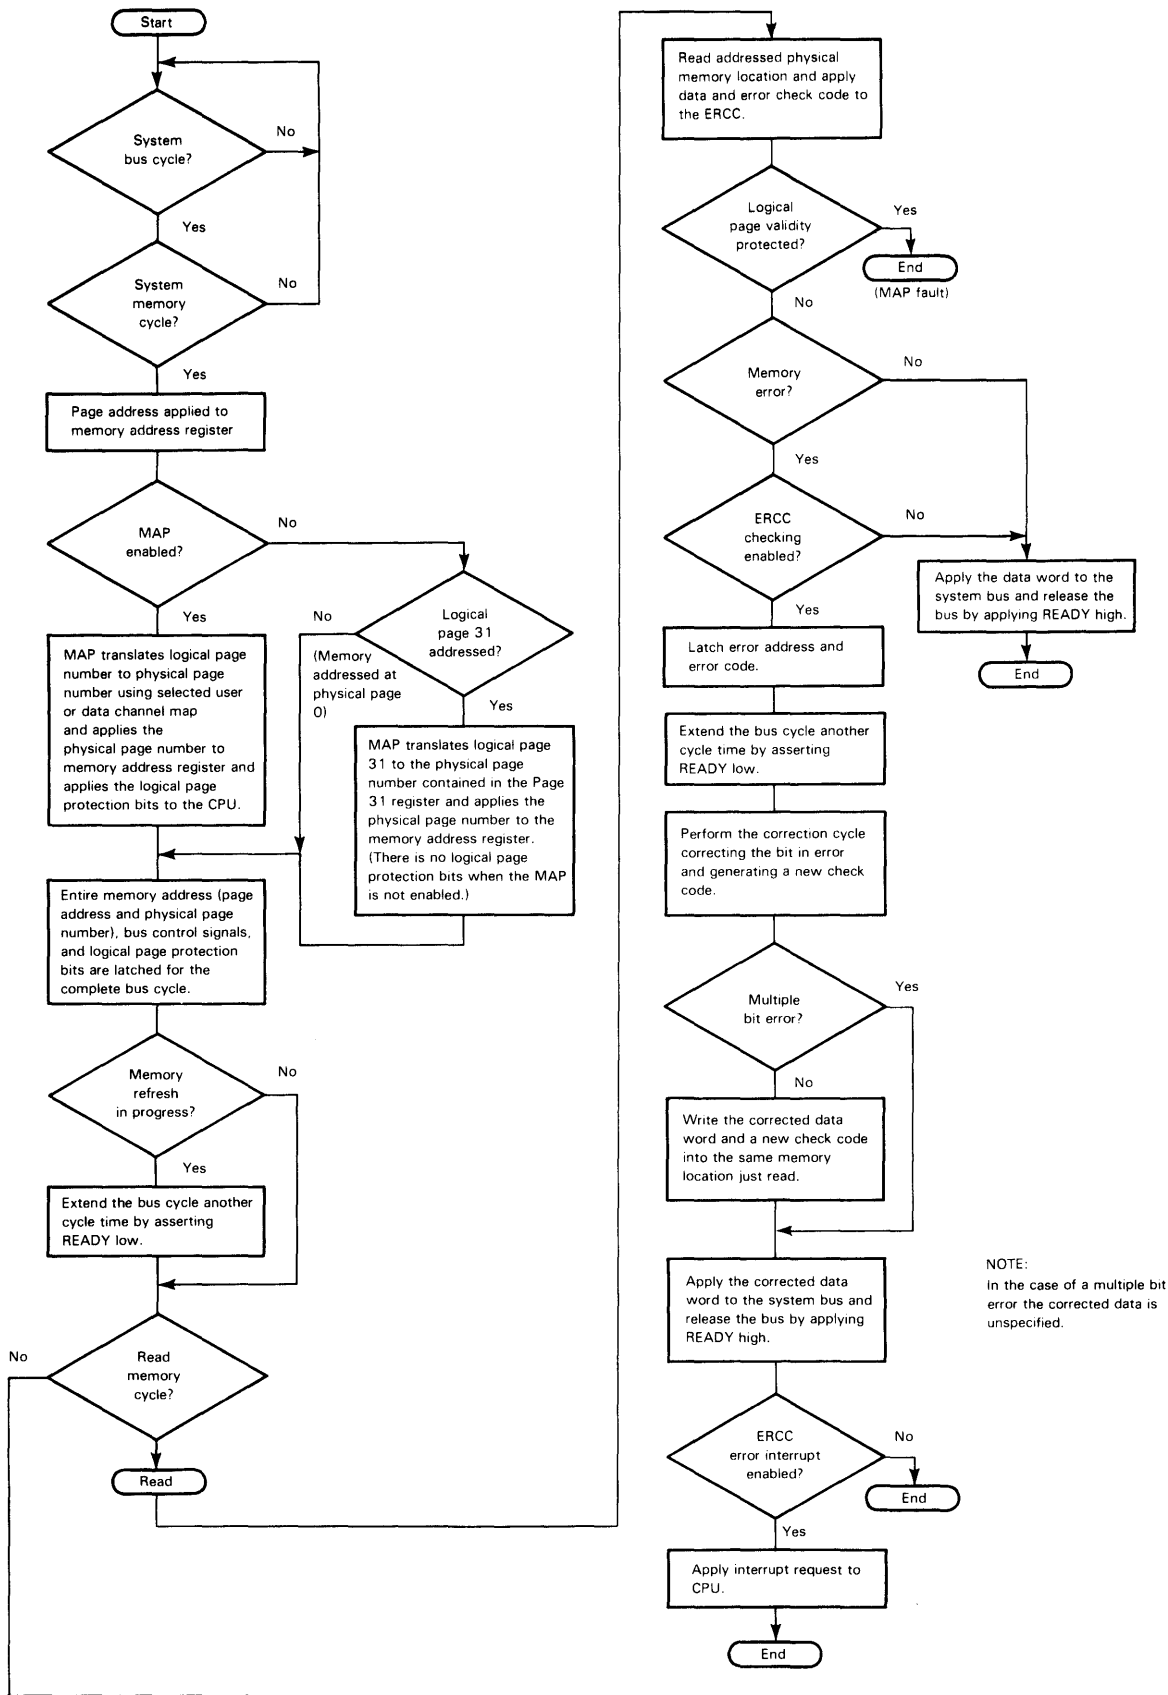 Start
System
bus cycle?
No
Yes
System
memory
cycle?
No
Yes
Page address applied to
memory address register
MAP
enabled?
No
Yes
Logical
page 31
addressed?
No
(Memory
addressed at
physical page
0)
Yes
MAP translates logical page
number to physical page
number using selected user
or data channel map
and applies the
physical page number to
memory address register and
applies the logical page
protection bits to the CPU.
MAP translates logical page
31 to the physical page
number contained in the Page
31 register and applies the
physical page number to the
memory address register.
(There is no logical page
protection bits when the MAP
is not enabled.)
Entire memory address (page
address and physical page
number), bus control signals,
and logical page protection
bits are latched for the
complete bus cycle.
Memory
refresh
in progress?
No
Yes
Extend the bus cycle another
cycle time by asserting
READY low.
Read
memory
cycle?
No
Read
Read addressed physical
memory location and apply
data and error check code to
the ERCC.
Logical
page validity
protected?
Yes
End
(MAP fault)
No
Memory
error?
No
Yes
ERCC
checking
enabled?
No
Yes
Apply the data word to the
system bus and release the
bus by applying READY high.
End
Latch error address and
error code.
Extend the bus cycle another
cycle time by asserting
READY low.
Perform the correction cycle
correcting the bit in error
and generating a new check
code.
Multiple
bit error?
Yes
No
Write the corrected data
word and a new check code
into the same memory
location just read.
Apply the corrected data
word to the system bus and
release the bus by applying
READY high.
NOTE:
In the case of a multiple bit
error the corrected data is
unspecified.
ERCC
error interrupt
enabled?
No
End
Yes
Apply interrupt request to
CPU.
End